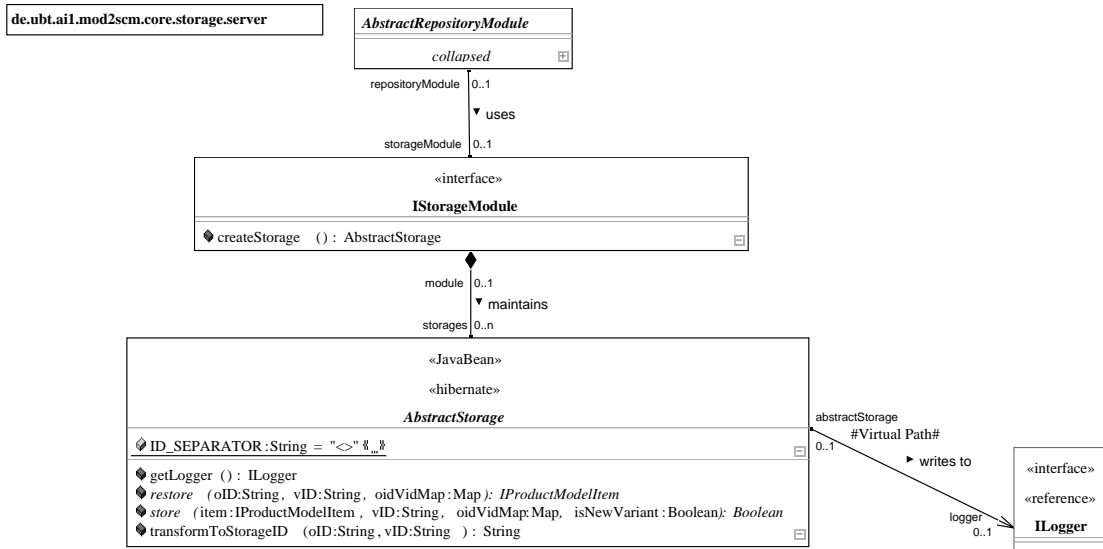 de.ubt.ai1.mod2scm.core.storage.server
AbstractRepositoryModule
collapsed
repositoryModule 0..1
uses
storageModule 0..1
«interface»
IStorageModule
createStorage (): AbstractStorage
module 0..1
maintains
storages 0..n
«JavaBean»
«hibernate»
AbstractStorage
ID_SEPARATOR:String = "<>" {...}
getLogger (): ILogger
restore (oID:String, vID:String, oidVidMap:Map): IProductModelItem
store (item:IProductModelItem, vID:String, oidVidMap:Map, isNewVariant:Boolean): Boolean
transformToStorageID (oID:String,vID:String ): String
abstractStorage
0..1
#Virtual Path#
writes to
logger
0..1
«interface»
«reference»
ILogger